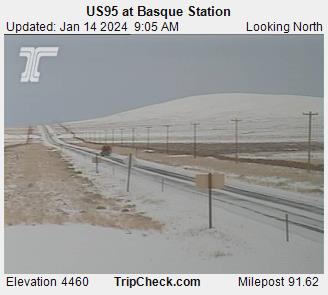 US95 at Basque Station
Updated: Jan 14 2024 9:05 AM Looking North
Elevation 4460 TripCheck.com Milepost 91.62